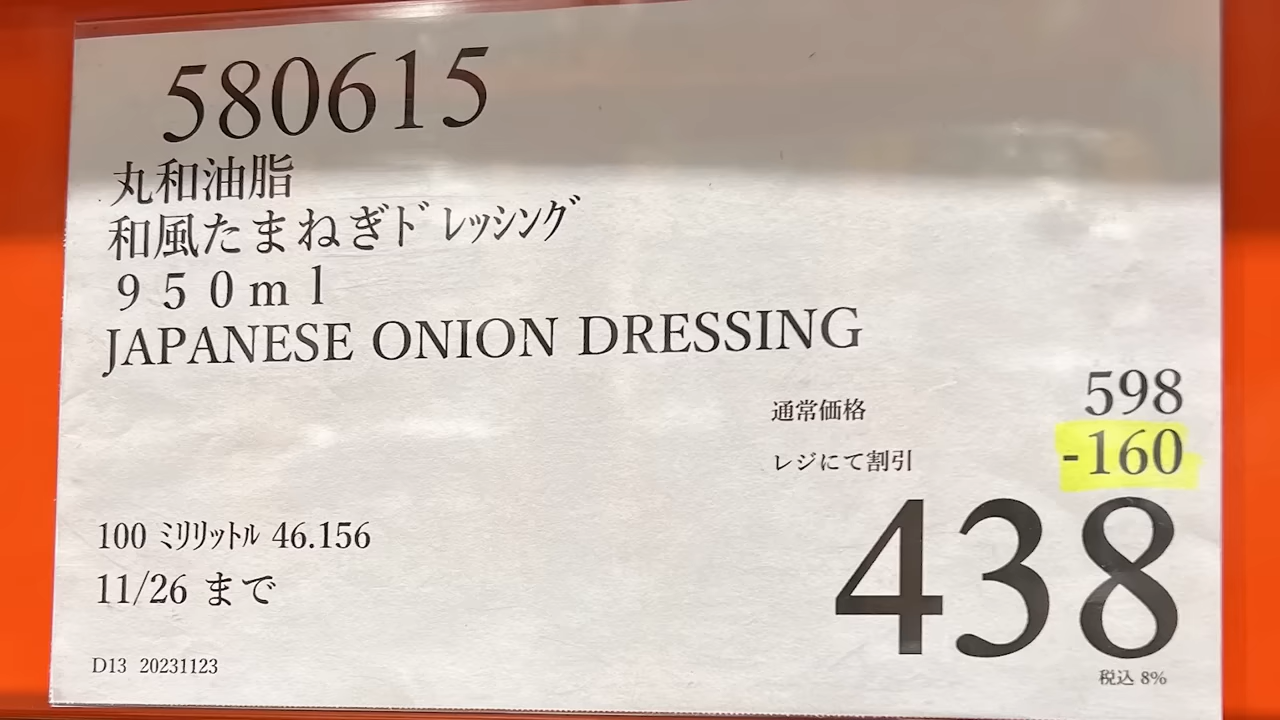 580615
丸和油脂
和風たまねぎﾄﾞﾚｯｼﾝｸﾞ
９５０ｍｌ
JAPANESE ONION DRESSING
通常価格 598
レジにて割引 -160
438
税込 8%
100 ﾐﾘﾘｯﾄﾙ 46.156
11/26 まで
D13 20231123